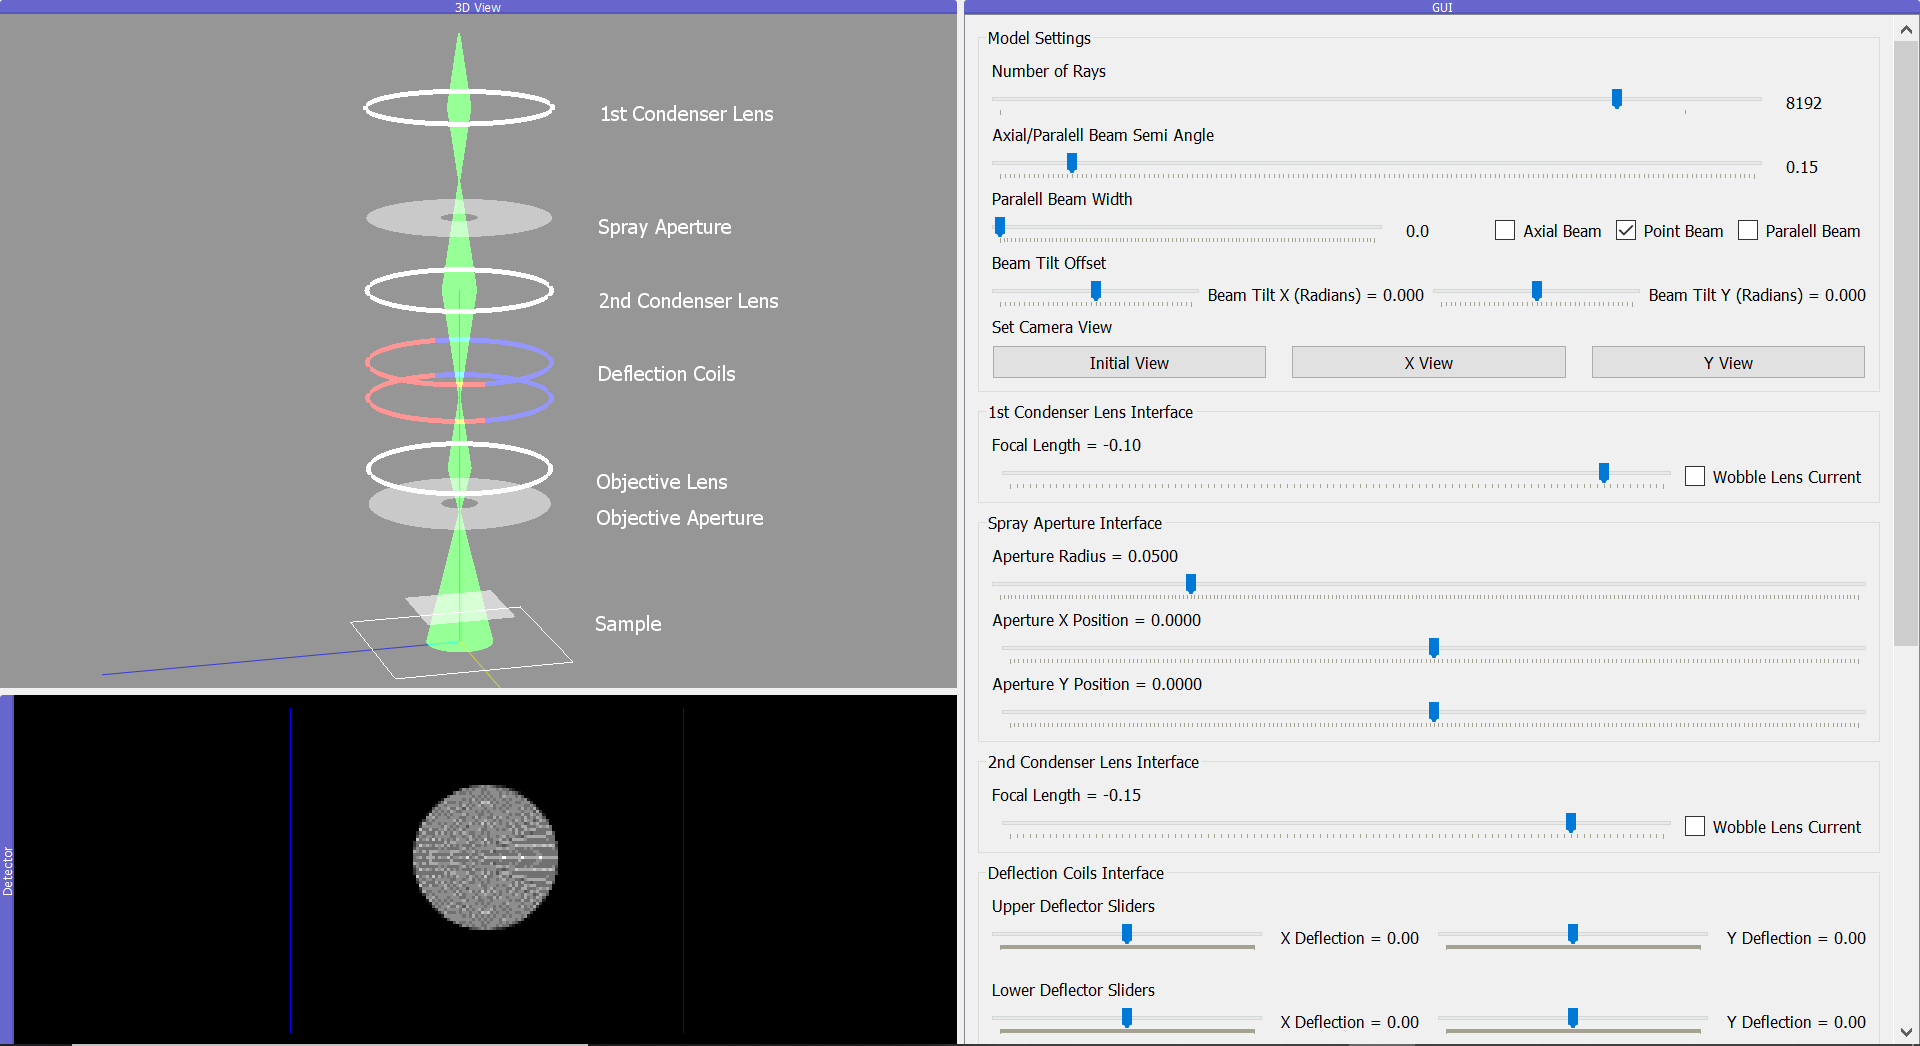 3D View
1st Condenser Lens
Spray Aperture
2nd Condenser Lens
Deflection Coils
Objective Lens
Objective Aperture
Sample
Detector
GUI
Model Settings
Number of Rays
8192
Axial/Paralell Beam Semi Angle
0.15
Paralell Beam Width
0.0 Axial Beam Point Beam Paralell Beam
Beam Tilt Offset
Beam Tilt X (Radians) = 0.000 Beam Tilt Y (Radians) = 0.000
Set Camera View
Initial View X View Y View
1st Condenser Lens Interface
Focal Length = -0.10
Wobble Lens Current
Spray Aperture Interface
Aperture Radius = 0.0500
Aperture X Position = 0.0000
Aperture Y Position = 0.0000
2nd Condenser Lens Interface
Focal Length = -0.15
Wobble Lens Current
Deflection Coils Interface
Upper Deflector Sliders
X Deflection = 0.00 Y Deflection = 0.00
Lower Deflector Sliders
X Deflection = 0.00 Y Deflection = 0.00